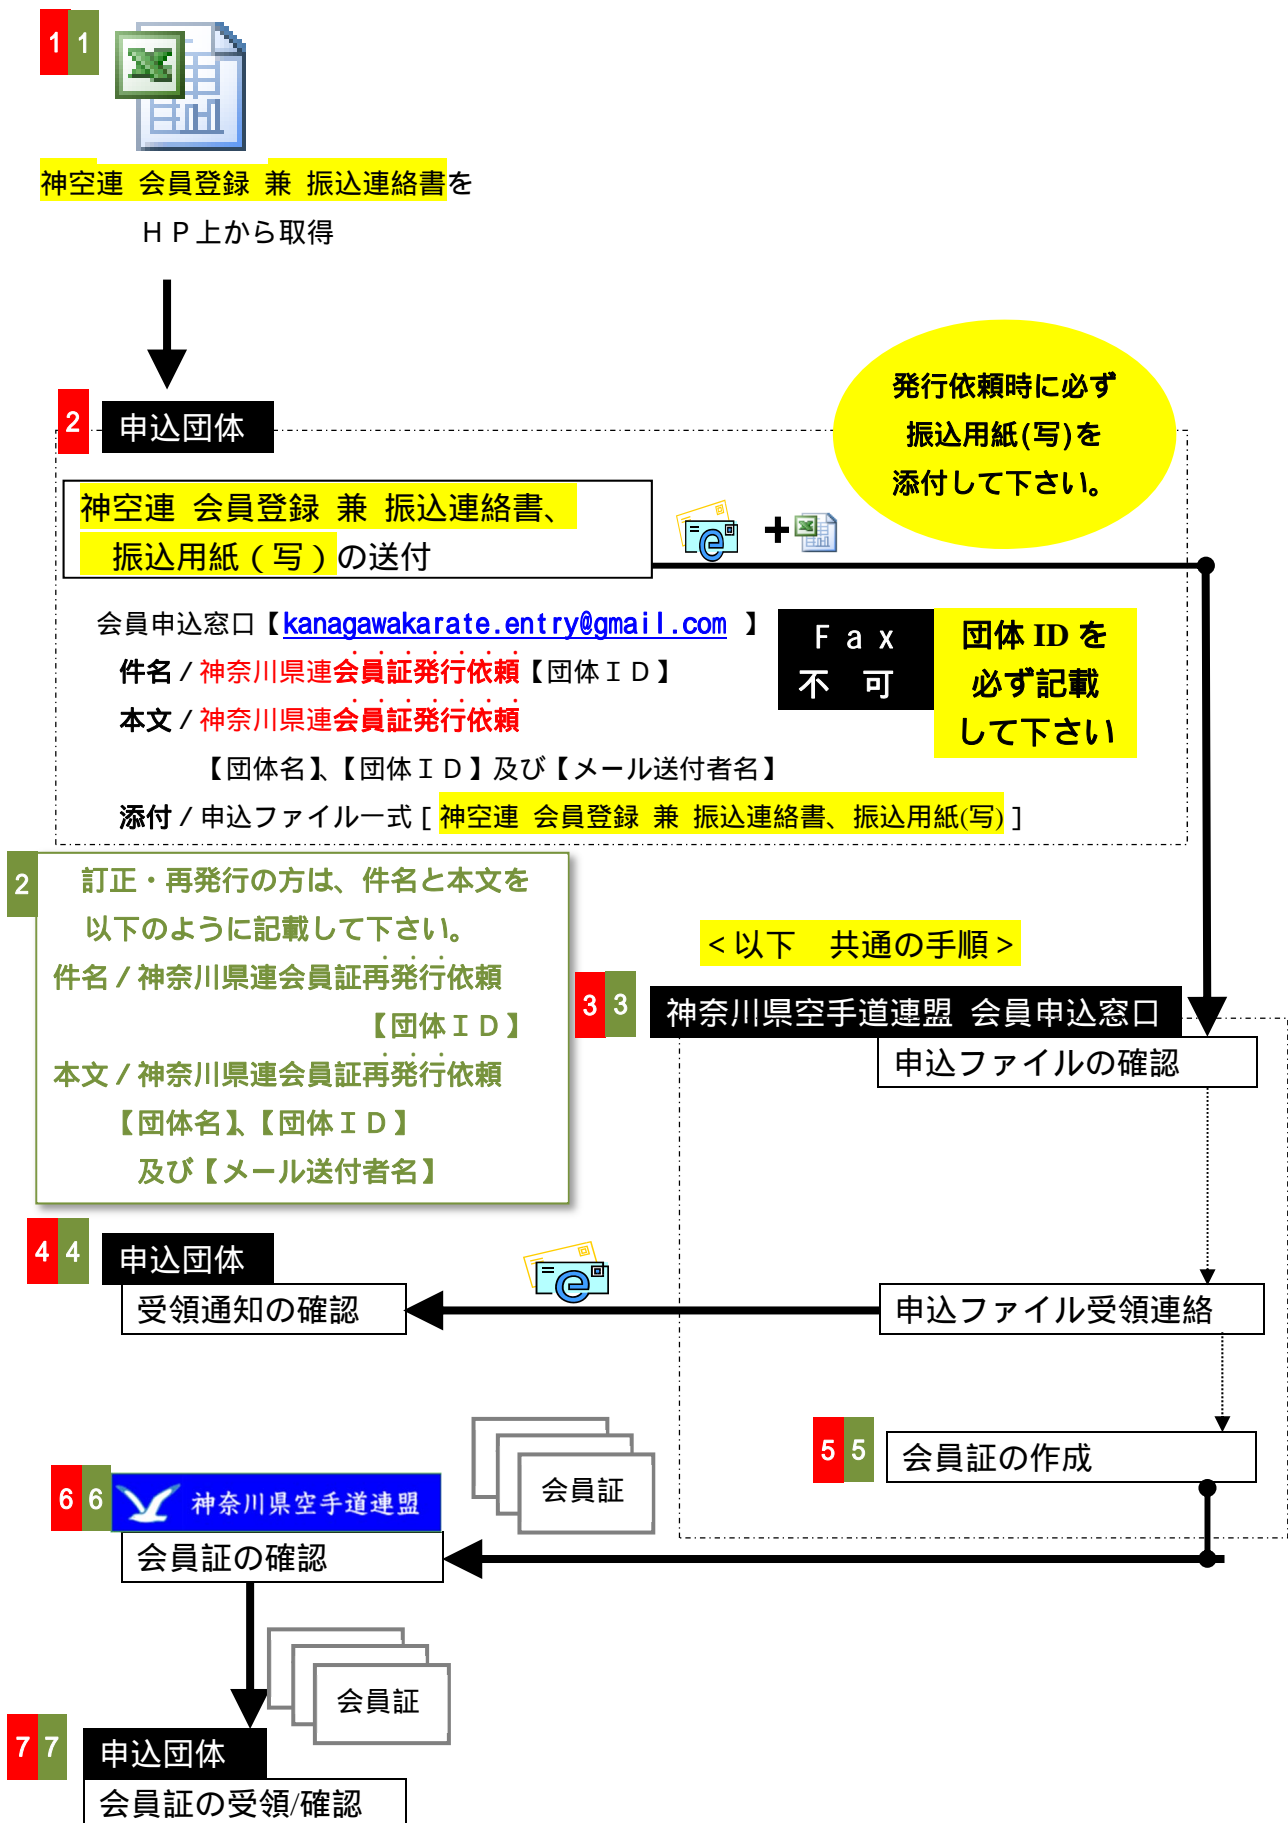 1 1
神空連 会員登録 兼 振込連絡書を
ＨＰ上から取得
発行依頼時に必ず
振込用紙(写)を
添付して下さい。
2 申込団体
神空連 会員登録 兼 振込連絡書、
振込用紙（写）の送付
会員申込窓口【kanagawakarate.entry@gmail.com 】
件名／神奈川県連会員証発行依頼【団体ＩＤ】
本文／神奈川県連会員証発行依頼
【団体名】、【団体ＩＤ】及び【メール送付者名】
添付／申込ファイル一式［神空連 会員登録 兼 振込連絡書、振込用紙(写)］
Ｆａｘ
不 可
団体 ID を
必ず記載
して下さい
2 訂正・再発行の方は、件名と本文を
以下のように記載して下さい。
件名／神奈川県連会員証再発行依頼
【団体ＩＤ】
本文／神奈川県連会員証再発行依頼
【団体名】、【団体ＩＤ】
及び【メール送付者名】
＜以下　共通の手順＞
3 3 神奈川県空手道連盟 会員申込窓口
申込ファイルの確認
4 4 申込団体
受領通知の確認
申込ファイル受領連絡
5 5 会員証の作成
会員証
6 6 神奈川県空手道連盟
会員証の確認
会員証
7 7 申込団体
会員証の受領/確認